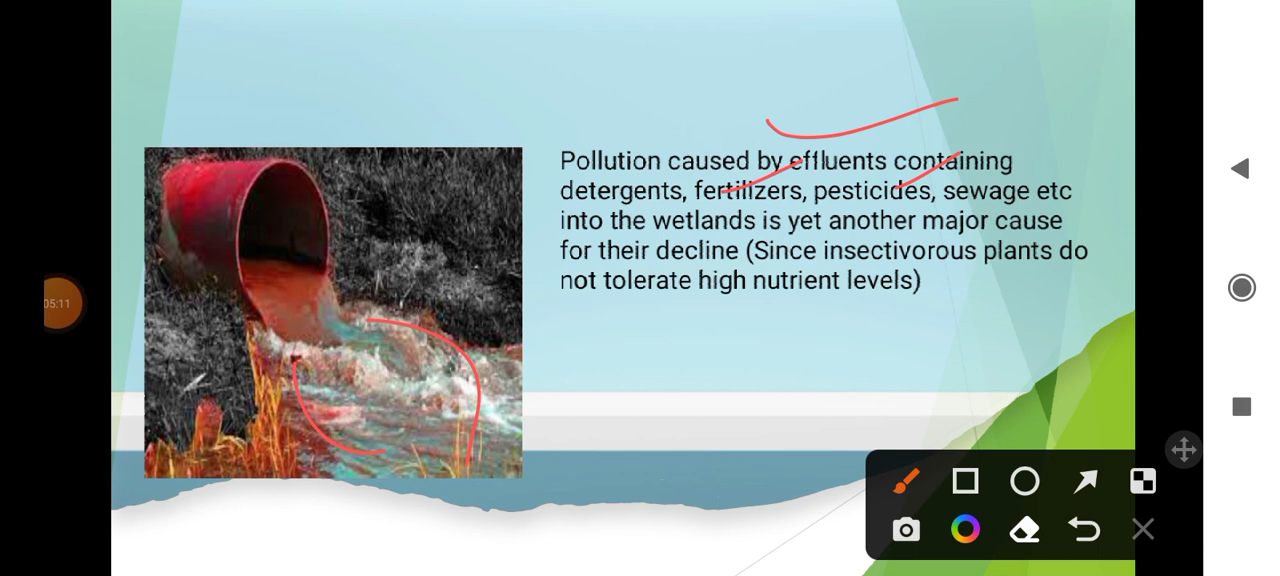 Pollution caused by effluents containing
detergents, fertilizers, pesticides, sewage etc
into the wetlands is yet another major cause
for their decline (Since insectivorous plants do
not tolerate high nutrient levels)
05:11